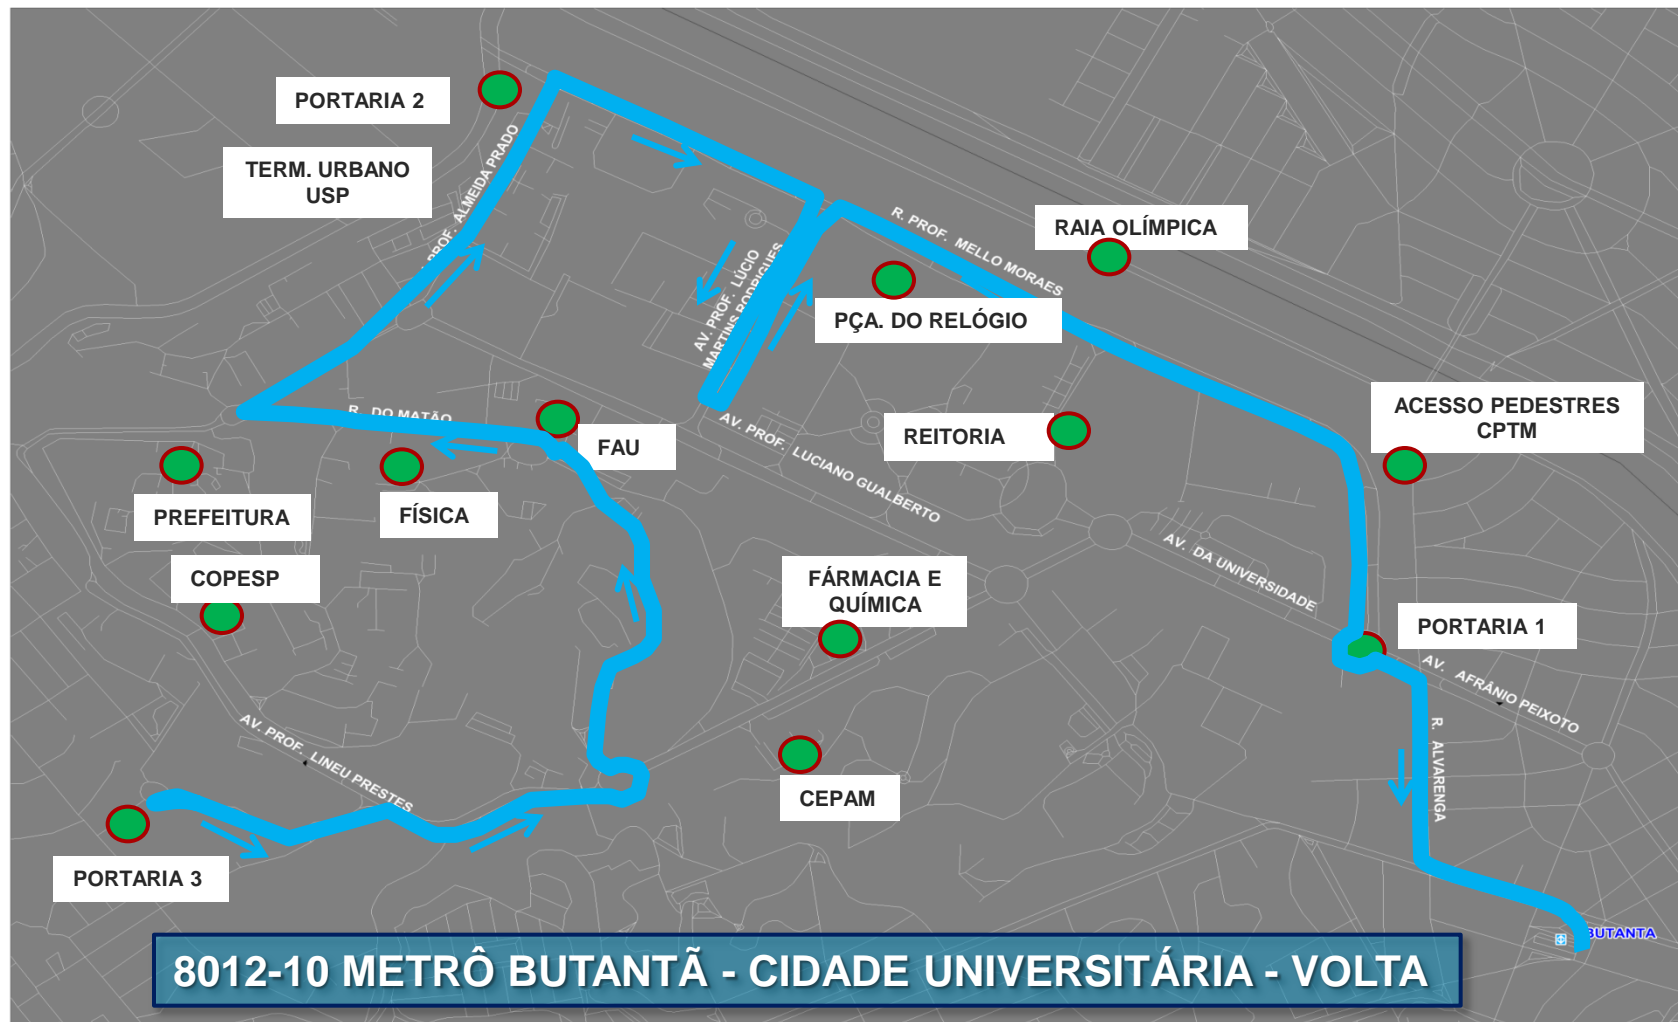 PORTARIA 2
TERM. URBANO
USP
PROF. ALMEIDA PRADO
AV. PROF. LÚCIO
MARTINS RODRIGUES
R. PROF. MELLO MORAES
RAIA OLÍMPICA
PÇA. DO RELÓGIO
ACESSO PEDESTRES
CPTM
R. DO MATÃO
FAU
AV. PROF. LUCIANO GUALBERTO
REITORIA
PREFEITURA
FÍSICA
COPESP
FÁRMACIA E
QUÍMICA
AV. DA UNIVERSIDADE
PORTARIA 1
AV. AFRÂNIO PEIXOTO
R. ALVARENGA
AV. PROF. LINEU PRESTES
CEPAM
PORTARIA 3
BUTANTA
8012-10 METRÔ BUTANTÃ - CIDADE UNIVERSITÁRIA - VOLTA